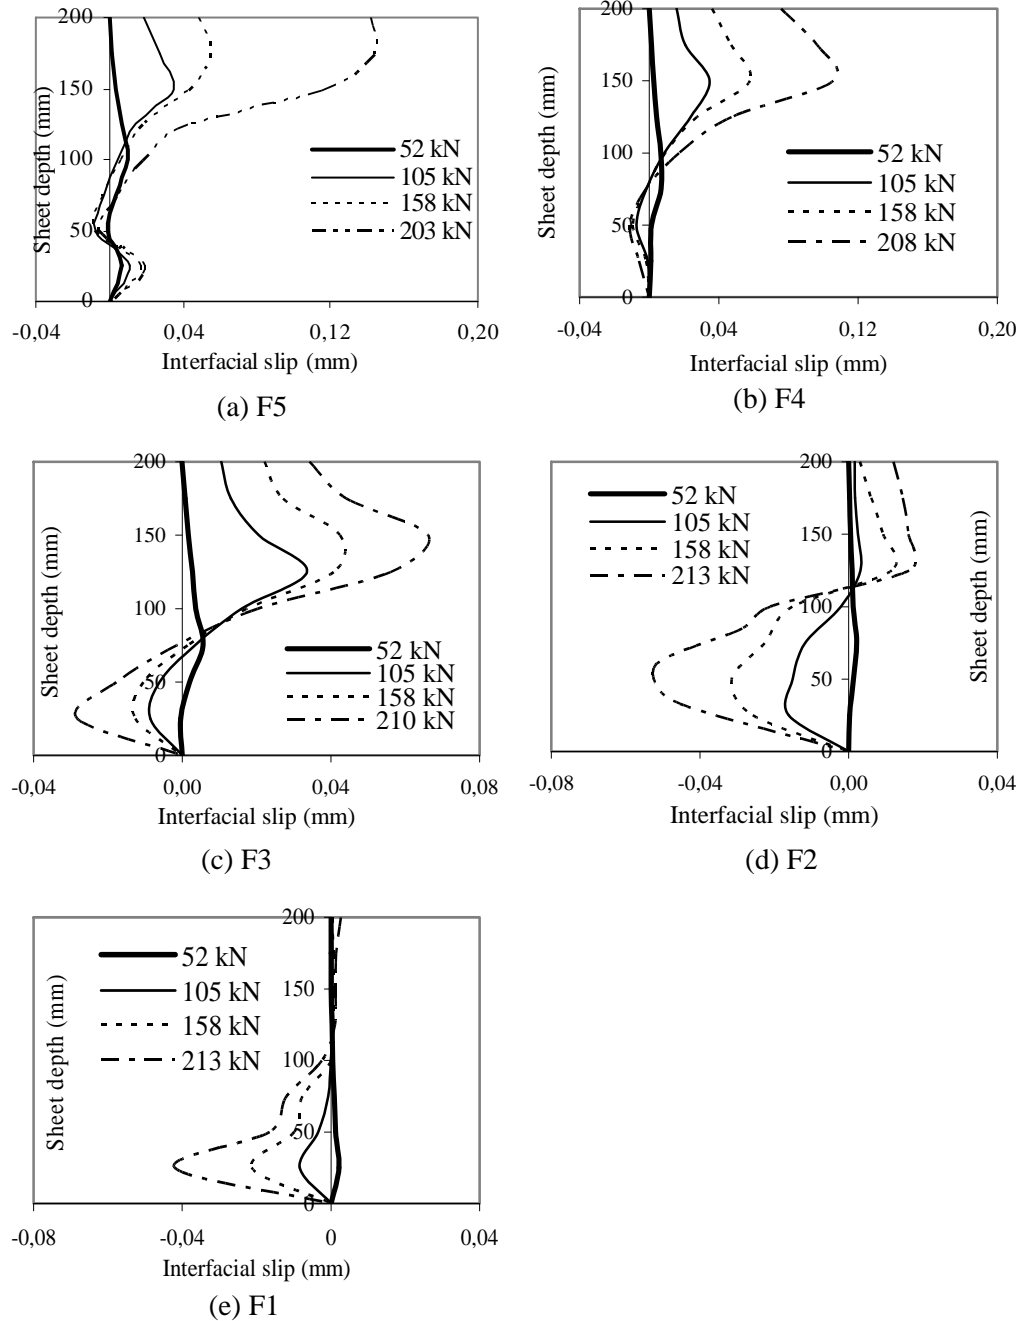 200
150
100
50
0
Sheet depth (mm)
52 kN
105 kN
158 kN
203 kN
-0,04
0,04
0,12
0,20
Interfacial slip (mm)
(a) F5
200
150
100
50
0
Sheet depth (mm)
52 kN
105 kN
158 kN
208 kN
-0,04
0,04
0,12
0,20
Interfacial slip (mm)
(b) F4
200
150
100
50
0
Sheet depth (mm)
52 kN
105 kN
158 kN
210 kN
-0,04
0,00
0,04
0,08
Interfacial slip (mm)
(c) F3
52 kN
105 kN
158 kN
213 kN
200
150
100
50
0
Sheet depth (mm)
-0,08
-0,04
0,00
0,04
Interfacial slip (mm)
(d) F2
Sheet depth (mm)
52 kN
105 kN
158 kN
213 kN
200
150
100
50
0
-0,08
-0,04
0
0,04
Interfacial slip (mm)
(e) F1